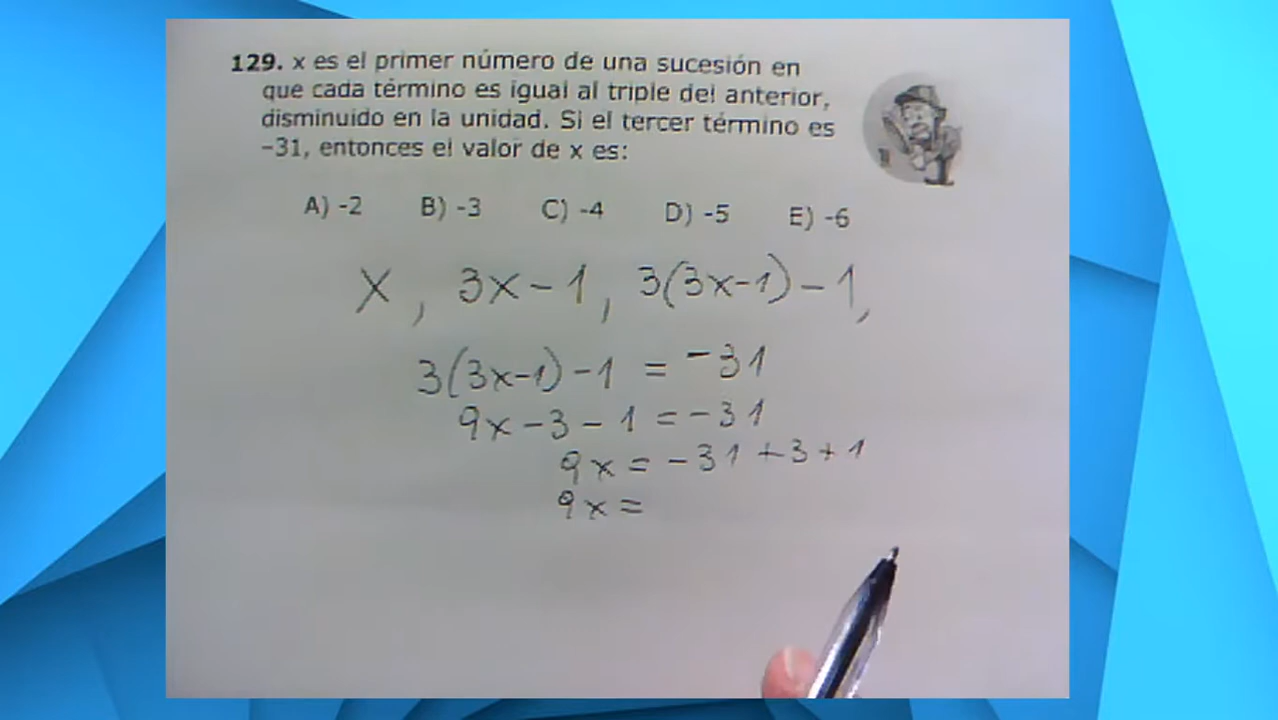 129. x es el primer número de una sucesión en
que cada término es igual al triple del anterior,
disminuido en la unidad. Si el tercer término es
-31, entonces el valor de x es:
A) -2 B) -3 C) -4 D) -5 E) -6
x , 3x - 1 , 3(3x-1) - 1 ,
3(3x-1) - 1 = -31
9x - 3 - 1 = -31
9x = -31 + 3 + 1
9x =